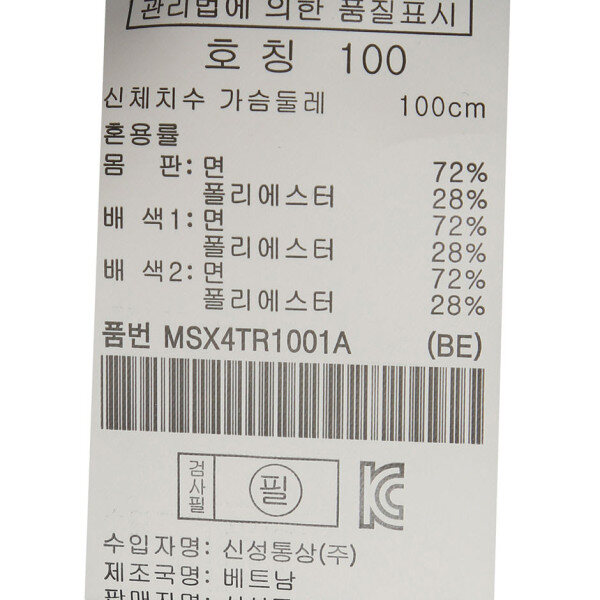 관리법에 의한 품질표시
호 칭 100
신체치수 가슴둘레 100cm
혼용률
몸 판: 면 72%
폴리에스터 28%
배 색1: 면 72%
폴리에스터 28%
배 색2: 면 72%
폴리에스터 28%
품번 MSX4TR1001A (BE)
검사필 필
수입자명: 신성통상(주)
제조국명: 베트남